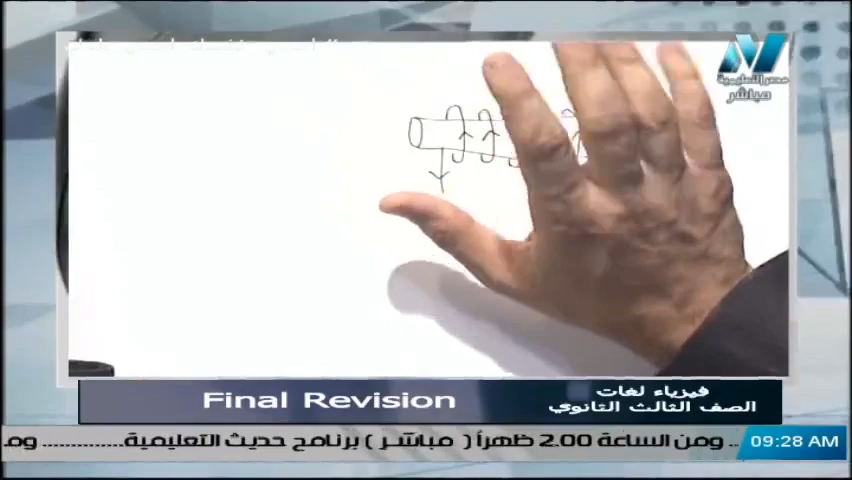 مصر التعليمية
مباشر
Final Revision
فيزياء لغات
الصف الثالث الثانوي
ومن الساعة 2.00 ظهراً ( مباشر ) برنامج حديث التعليمية.......................... ومـ
09:28 AM